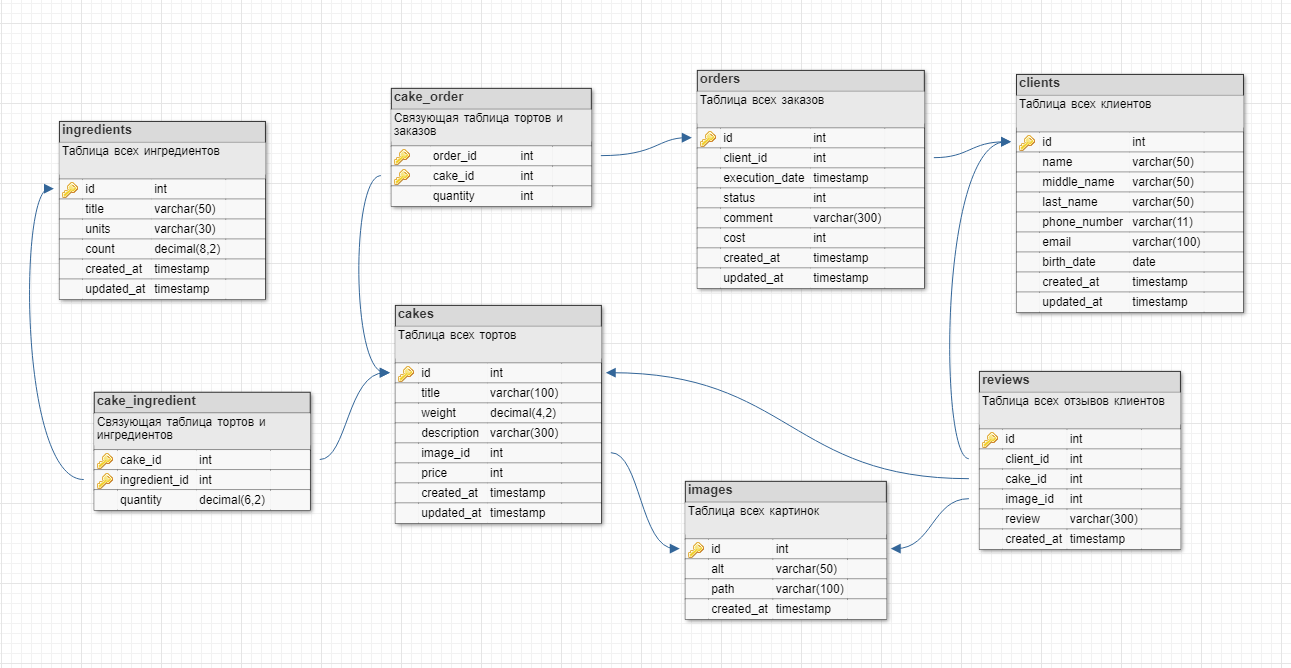 ingredients
Таблица всех ингредиентов
id int
title varchar(50)
units varchar(30)
count decimal(8,2)
created_at timestamp
updated_at timestamp
cake_order
Связующая таблица тортов и
заказов
order_id int
cake_id int
quantity int
orders
Таблица всех заказов
id int
client_id int
execution_date timestamp
status int
comment varchar(300)
cost int
created_at timestamp
updated_at timestamp
clients
Таблица всех клиентов
id int
name varchar(50)
middle_name varchar(50)
last_name varchar(50)
phone_number varchar(11)
email varchar(100)
birth_date date
created_at timestamp
updated_at timestamp
cake_ingredient
Связующая таблица тортов и
ингредиентов
cake_id int
ingredient_id int
quantity decimal(6,2)
cakes
Таблица всех тортов
id int
title varchar(100)
weight decimal(4,2)
description varchar(300)
image_id int
price int
created_at timestamp
updated_at timestamp
images
Таблица всех картинок
id int
alt varchar(50)
path varchar(100)
created_at timestamp
reviews
Таблица всех отзывов клиентов
id int
client_id int
cake_id int
image_id int
review varchar(300)
created_at timestamp